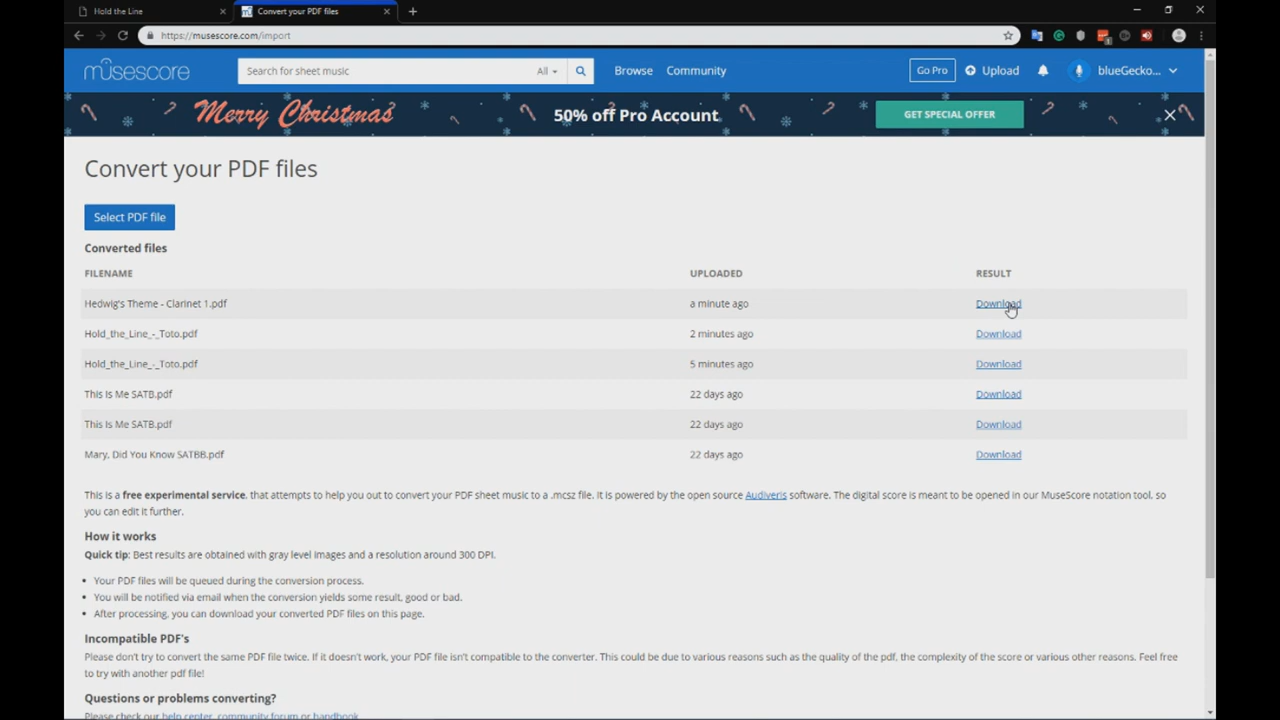 Hold the Line
Convert your PDF files
https://musescore.com/import
musescore
Search for sheet music
All
Browse
Community
Go Pro
Upload
blueGecko...
Merry Christmas
50% off Pro Account
GET SPECIAL OFFER
Convert your PDF files
Select PDF file
Converted files
FILENAME UPLOADED RESULT
Hedwig's Theme - Clarinet 1.pdf a minute ago Download
Hold_the_Line_-_Toto.pdf 2 minutes ago Download
Hold_the_Line_-_Toto.pdf 5 minutes ago Download
This Is Me SATB.pdf 22 days ago Download
This Is Me SATB.pdf 22 days ago Download
Mary, Did You Know SATBB.pdf 22 days ago Download
This is a free experimental service, that attempts to help you out to convert your PDF sheet music to a .mcsz file. It is powered by the open source Audiveris software. The digital score is meant to be opened in our MuseScore notation tool, so
you can edit it further.
How it works
Quick tip: Best results are obtained with gray level images and a resolution around 300 DPI.
• Your PDF files will be queued during the conversion process.
• You will be notified via email when the conversion yields some result, good or bad.
• After processing, you can download your converted PDF files on this page.
Incompatible PDF's
Please don't try to convert the same PDF file twice. If it doesn't work, your PDF file isn't compatible to the converter. This could be due to various reasons such as the quality of the pdf, the complexity of the score or various other reasons. Feel free
to try with another pdf file!
Questions or problems converting?
Please check our help center, community forum or handbook